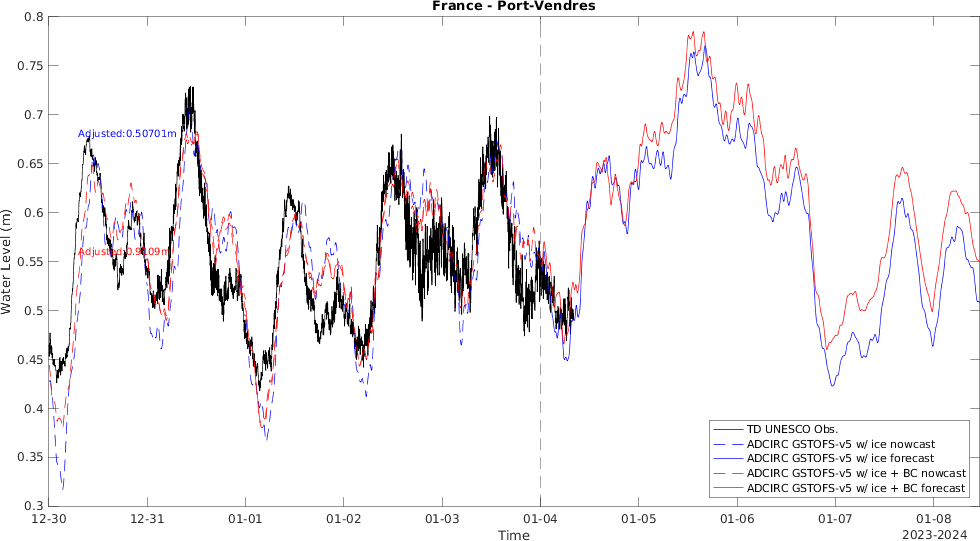 France - Port-Vendres
0.8
0.75
0.7
0.65
0.6
0.55
0.5
0.45
0.4
0.35
0.3
Water Level (m)
Adjusted:0.50701m
12-30
12-31
01-01
01-02
01-03
01-04
01-05
01-06
01-07
01-08
Time
2023-2024
TD UNESCO Obs.
ADCIRC GSTOFS-v5 w/ ice nowcast
ADCIRC GSTOFS-v5 w/ ice forecast
ADCIRC GSTOFS-v5 w/ ice + BC nowcast
ADCIRC GSTOFS-v5 w/ ice + BC forecast